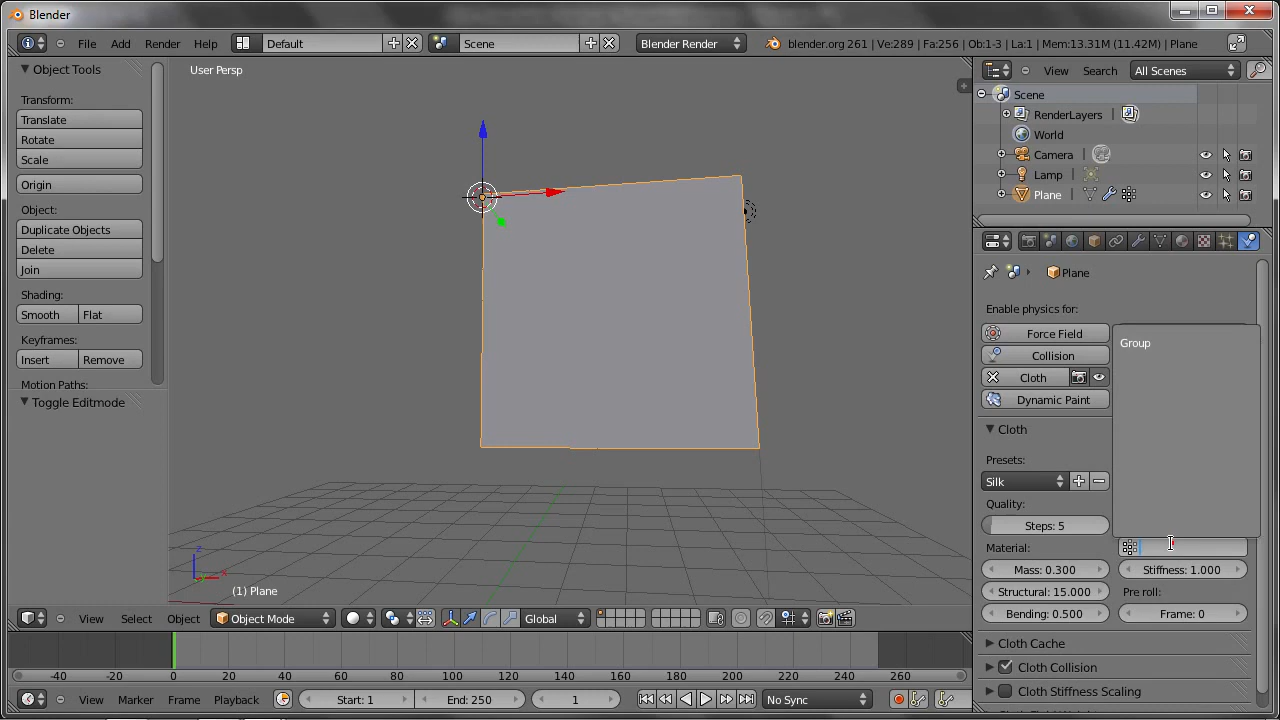 Blender
File Add Render Help Default Scene Blender Render blender.org 261 | Ve:289 | Fa:256 | Ob:1-3 | La:1 | Mem:13.31M (11.42M) | Plane
Object Tools
Transform:
Translate
Rotate
Scale
Origin
Object:
Duplicate Objects
Delete
Join
Shading:
Smooth Flat
Keyframes:
Insert Remove
Motion Paths:
Toggle Editmode
User Persp
z
x
(1) Plane
View Select Object Object Mode Global
-40 -20 0 20 40 60 80 100 120 140 160 180 200 220 240 260
View Marker Frame Playback Start: 1 End: 250 1 No Sync
View Search All Scenes
Scene
RenderLayers |
World
Camera |
Lamp |
Plane |
Plane
Enable physics for:
Force Field
Collision
Cloth
Dynamic Paint
Group
Cloth
Presets:
Silk
Quality:
Steps: 5
Material:
Mass: 0.300 Stiffness: 1.000
Structural: 15.000 Pre roll:
Bending: 0.500 Frame: 0
Cloth Cache
Cloth Collision
Cloth Stiffness Scaling